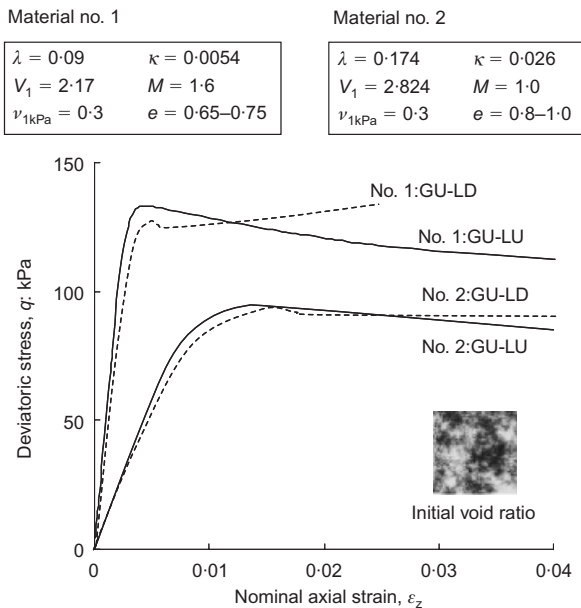 Material no. 1
λ = 0·09 κ = 0·0054
V1 = 2·17 M = 1·6
ν1kPa = 0·3 e = 0·65–0·75
Material no. 2
λ = 0·174 κ = 0·026
V1 = 2·824 M = 1·0
ν1kPa = 0·3 e = 0·8–1·0
150
100
50
0
Deviatoric stress, q: kPa
No. 1:GU-LD
No. 1:GU-LU
No. 2:GU-LD
No. 2:GU-LU
Initial void ratio
0 0·01 0·02 0·03 0·04
Nominal axial strain, εz